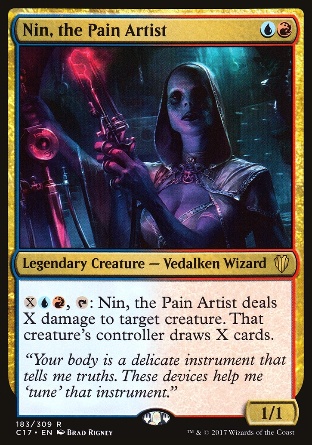 Nin, the Pain Artist
Legendary Creature — Vedalken Wizard
X, : Nin, the Pain Artist deals
X damage to target creature. That
creature's controller draws X cards.
"Your body is a delicate instrument that
tells me truths. These devices help me
'tune' that instrument."
1/1
183/309 R
C17 • EN Brad Rigney
™ & © 2017 Wizards of the Coast